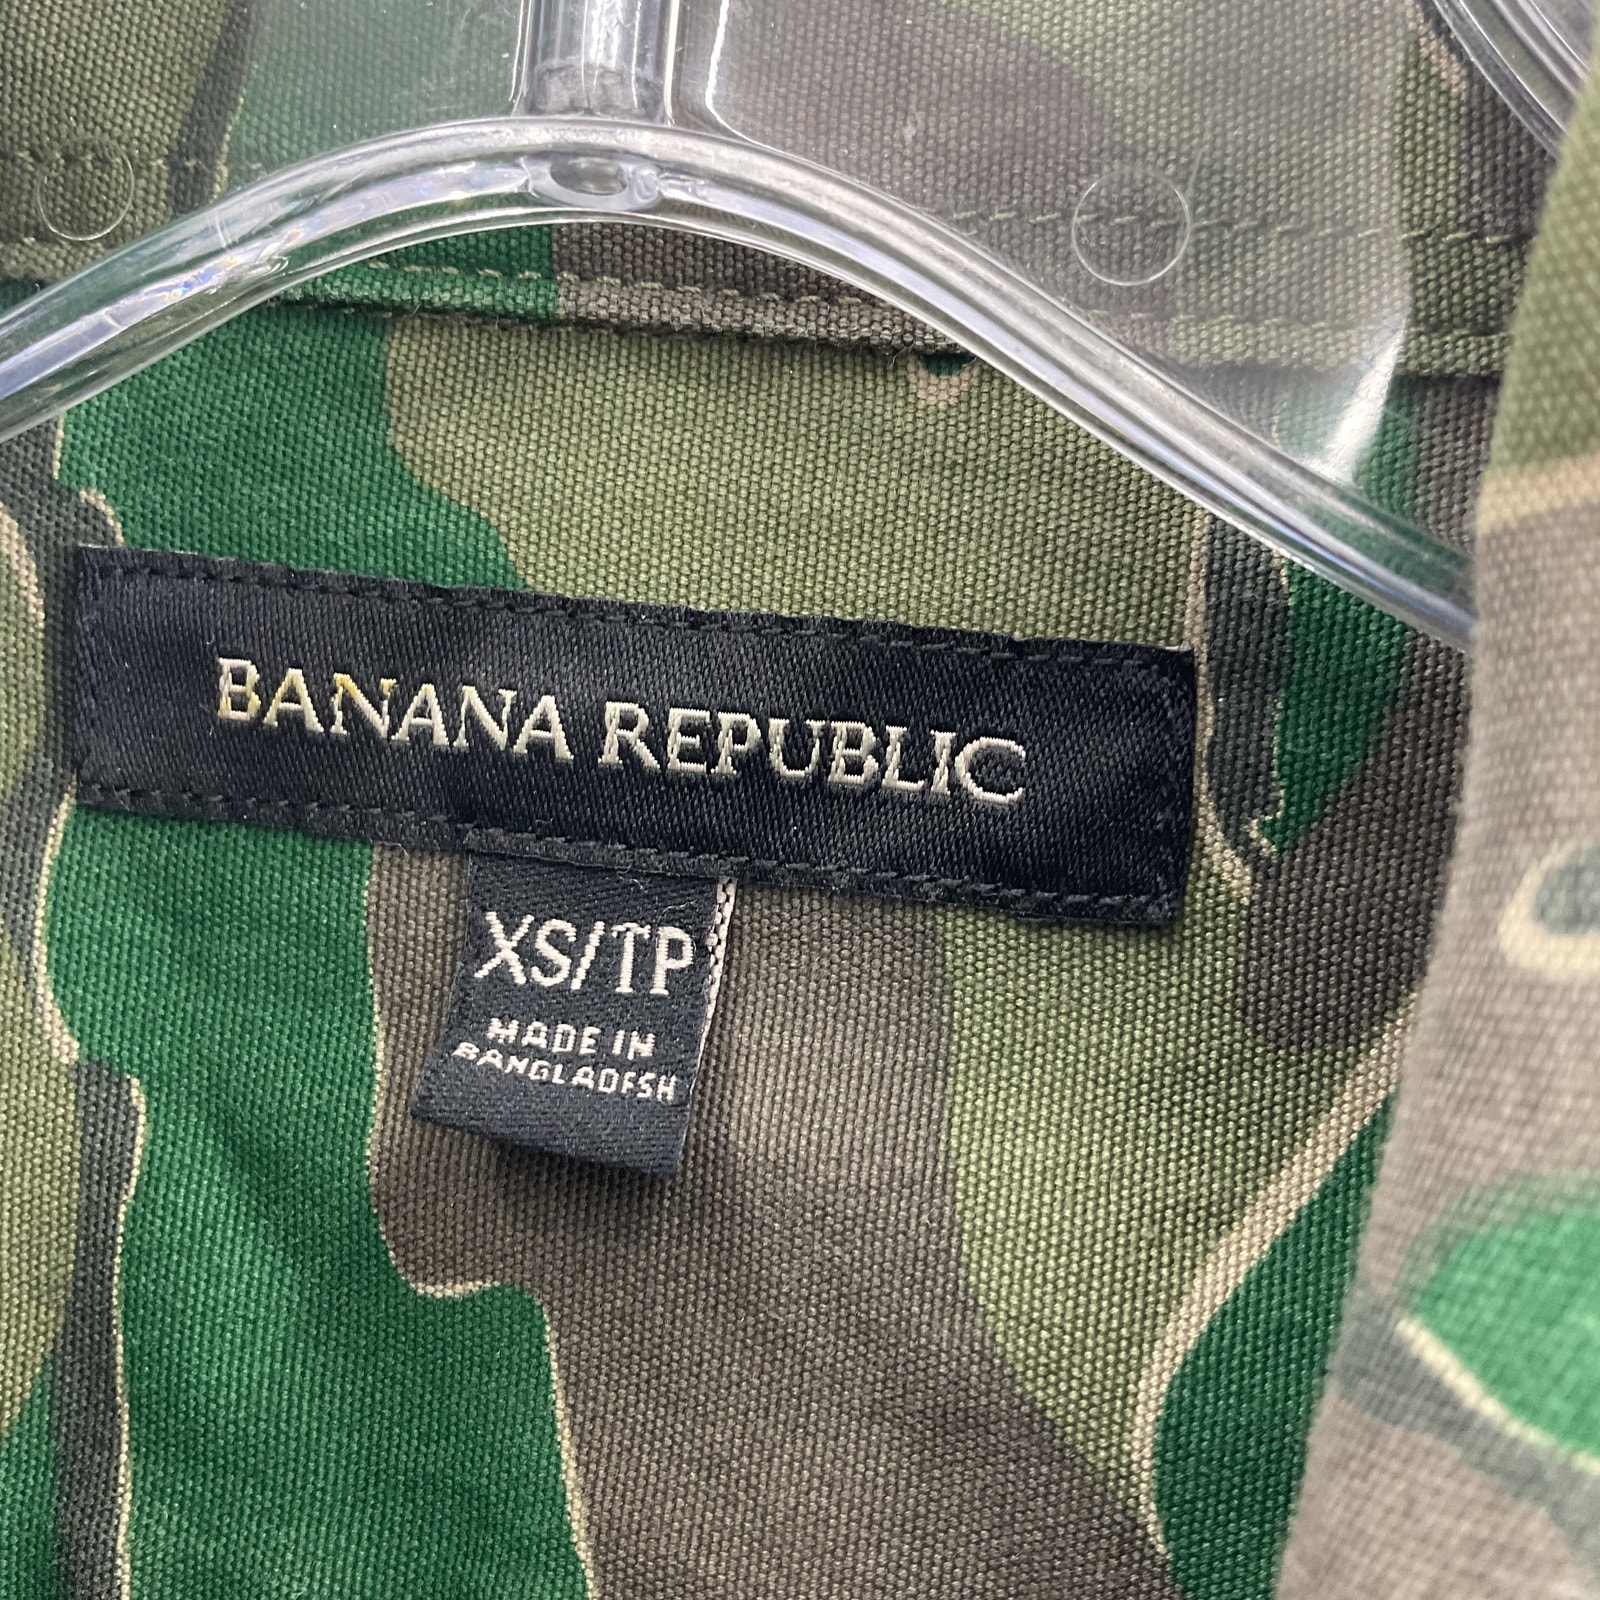 BANANA REPUBLIC
XS/TP
MADE IN
BANGLADESH